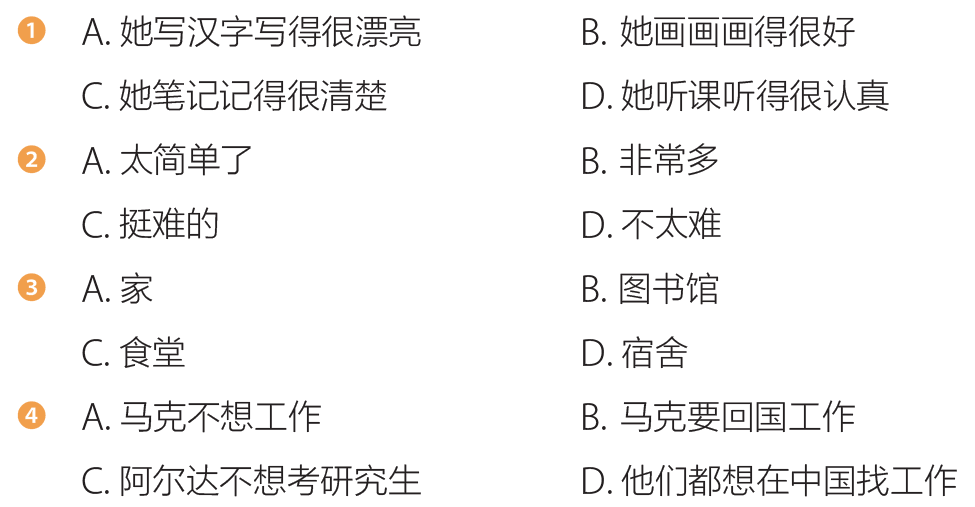 1 A. 她写汉字写得很漂亮 B. 她画画画得很好
C. 她笔记记得很清楚 D. 她听课听得很认真
2 A. 太简单了 B. 非常多
C. 挺难的 D. 不太难
3 A. 家 B. 图书馆
C. 食堂 D. 宿舍
4 A. 马克不想工作 B. 马克要回国工作
C. 阿尔达不想考研究生 D. 他们都想在中国找工作